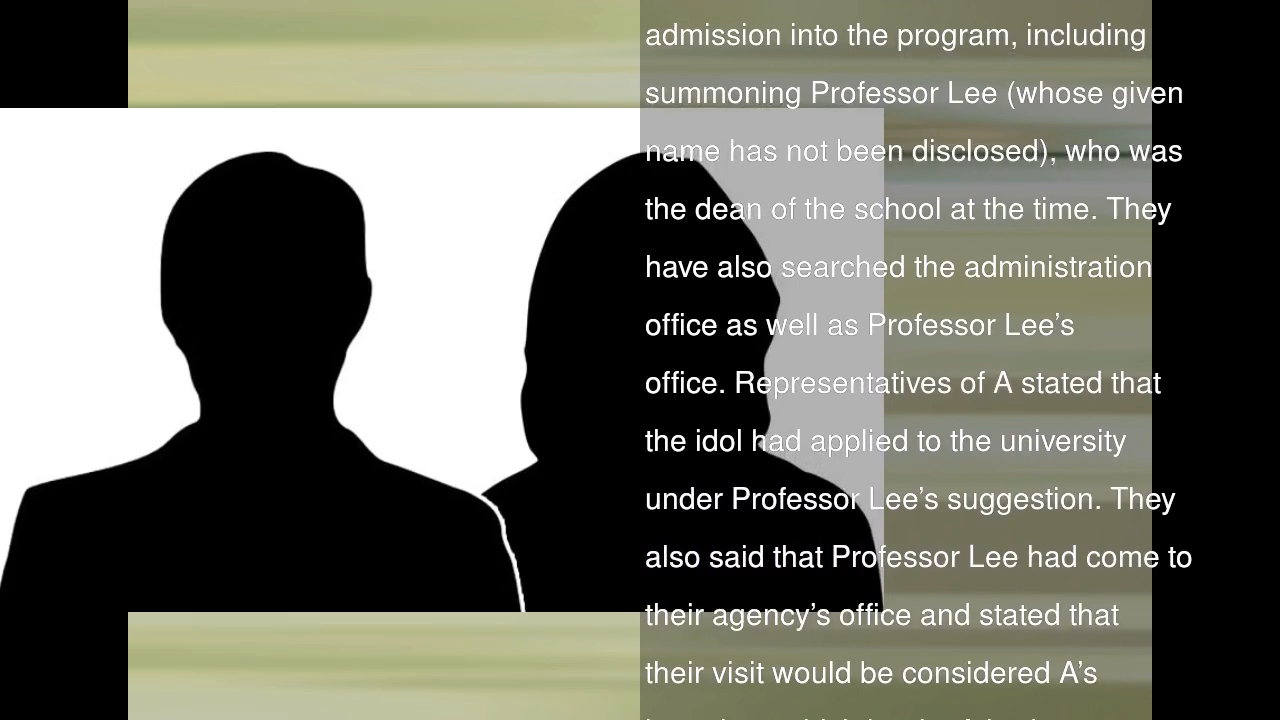 admission into the program, including
summoning Professor Lee (whose given
name has not been disclosed), who was
the dean of the school at the time. They
have also searched the administration
office as well as Professor Lee’s
office. Representatives of A stated that
the idol had applied to the university
under Professor Lee’s suggestion. They
also said that Professor Lee had come to
their agency’s office and stated that
their visit would be considered A’s